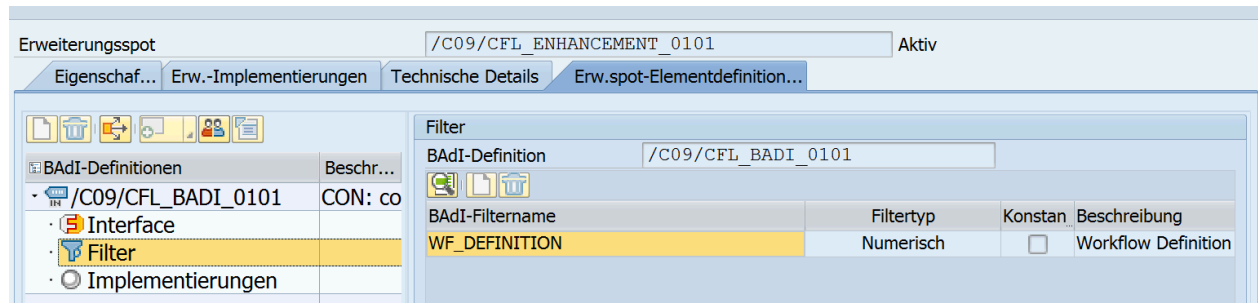 Erweiterungsspot /C09/CFL_ENHANCEMENT_0101 Aktiv
Eigenschaf... Erw.-Implementierungen Technische Details Erw.spot-Elementdefinition...
Filter
BAdI-Definition /C09/CFL_BADI_0101
BAdI-Definitionen Beschr...
/C09/CFL_BADI_0101 CON: co
Interface
Filter
Implementierungen
BAdI-Filtername Filtertyp Konstan.. Beschreibung
WF_DEFINITION Numerisch Workflow Definition